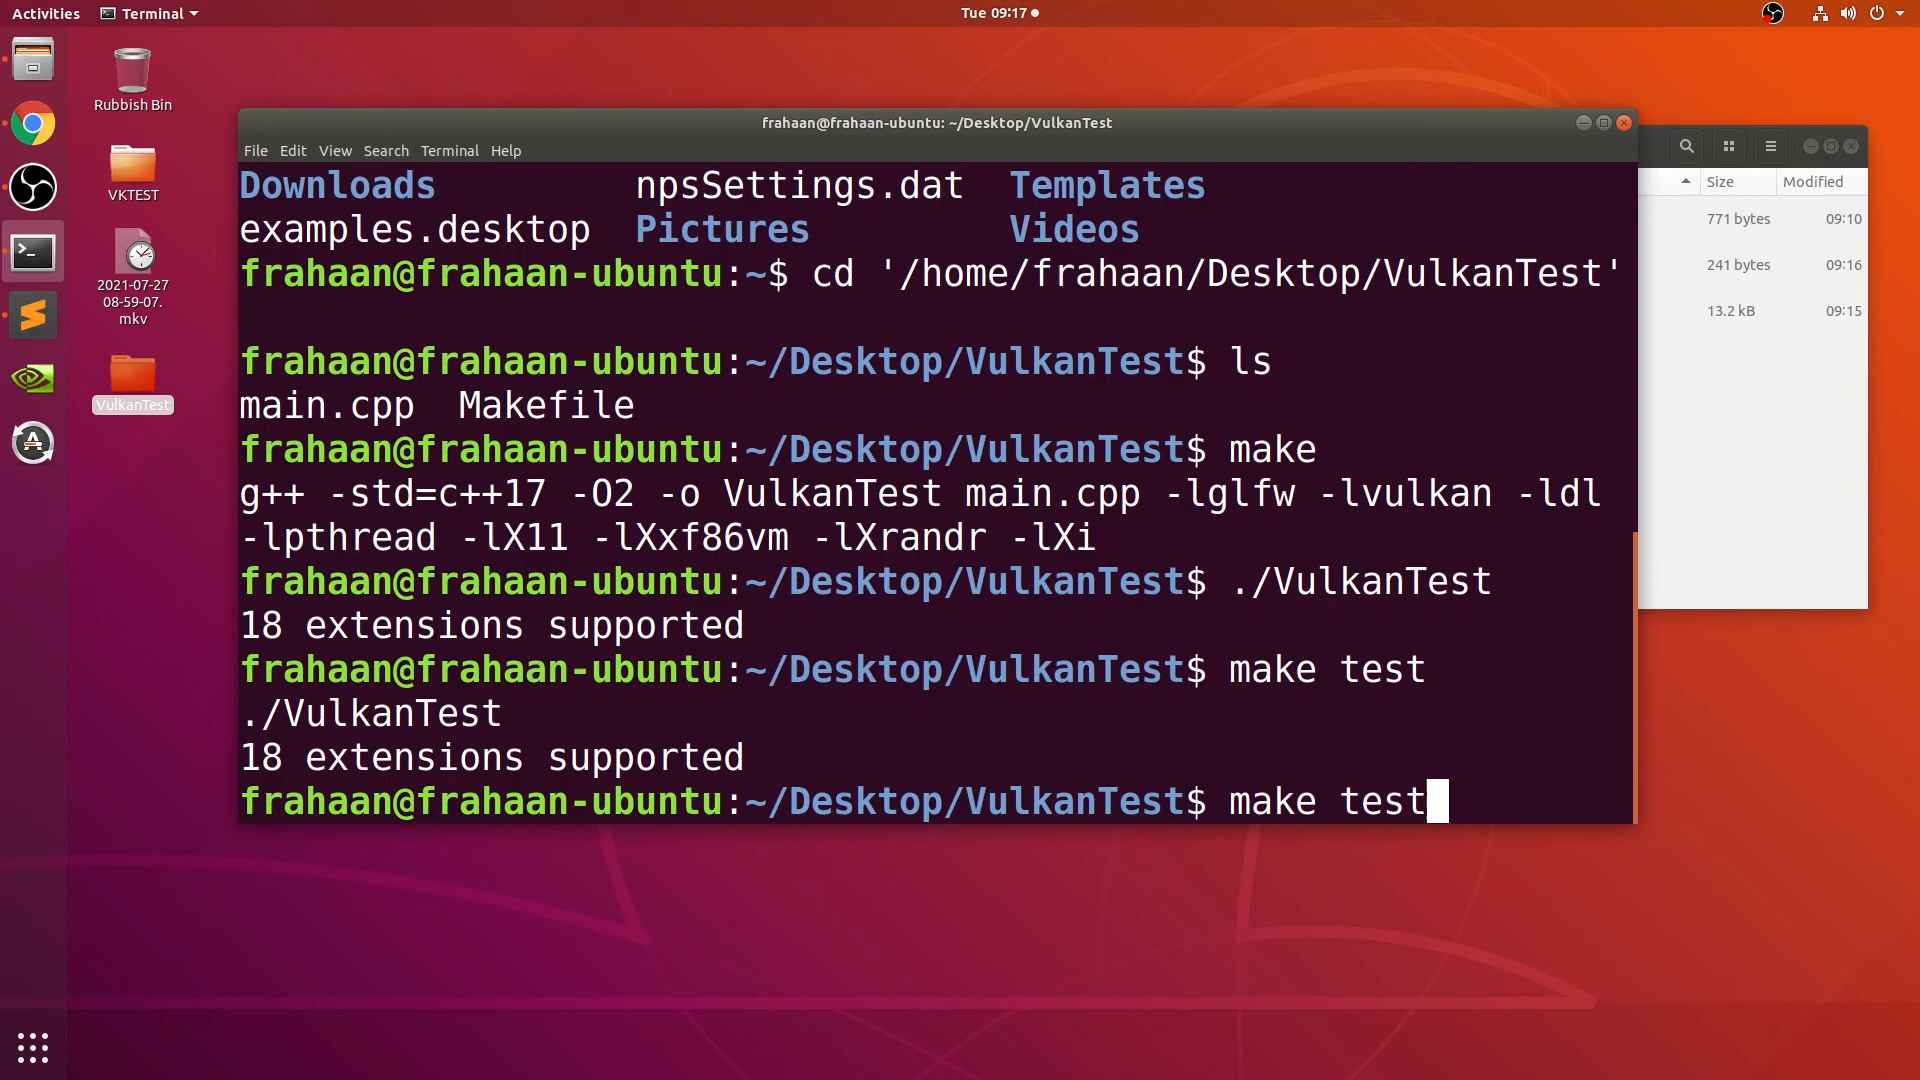 Activities Terminal Tue 09:17
Rubbish Bin
VKTEST
2021-07-27
08-59-07.
mkv
VulkanTest
frahaan@frahaan-ubuntu: ~/Desktop/VulkanTest
File Edit View Search Terminal Help
Downloads npsSettings.dat Templates
examples.desktop Pictures Videos
frahaan@frahaan-ubuntu:~$ cd '/home/frahaan/Desktop/VulkanTest'
frahaan@frahaan-ubuntu:~/Desktop/VulkanTest$ ls
main.cpp Makefile
frahaan@frahaan-ubuntu:~/Desktop/VulkanTest$ make
g++ -std=c++17 -O2 -o VulkanTest main.cpp -lglfw -lvulkan -ldl
-lpthread -lX11 -lXxf86vm -lXrandr -lXi
frahaan@frahaan-ubuntu:~/Desktop/VulkanTest$ ./VulkanTest
18 extensions supported
frahaan@frahaan-ubuntu:~/Desktop/VulkanTest$ make test
./VulkanTest
18 extensions supported
frahaan@frahaan-ubuntu:~/Desktop/VulkanTest$ make test
Size Modified
771 bytes 09:10
241 bytes 09:16
13.2 kB 09:15